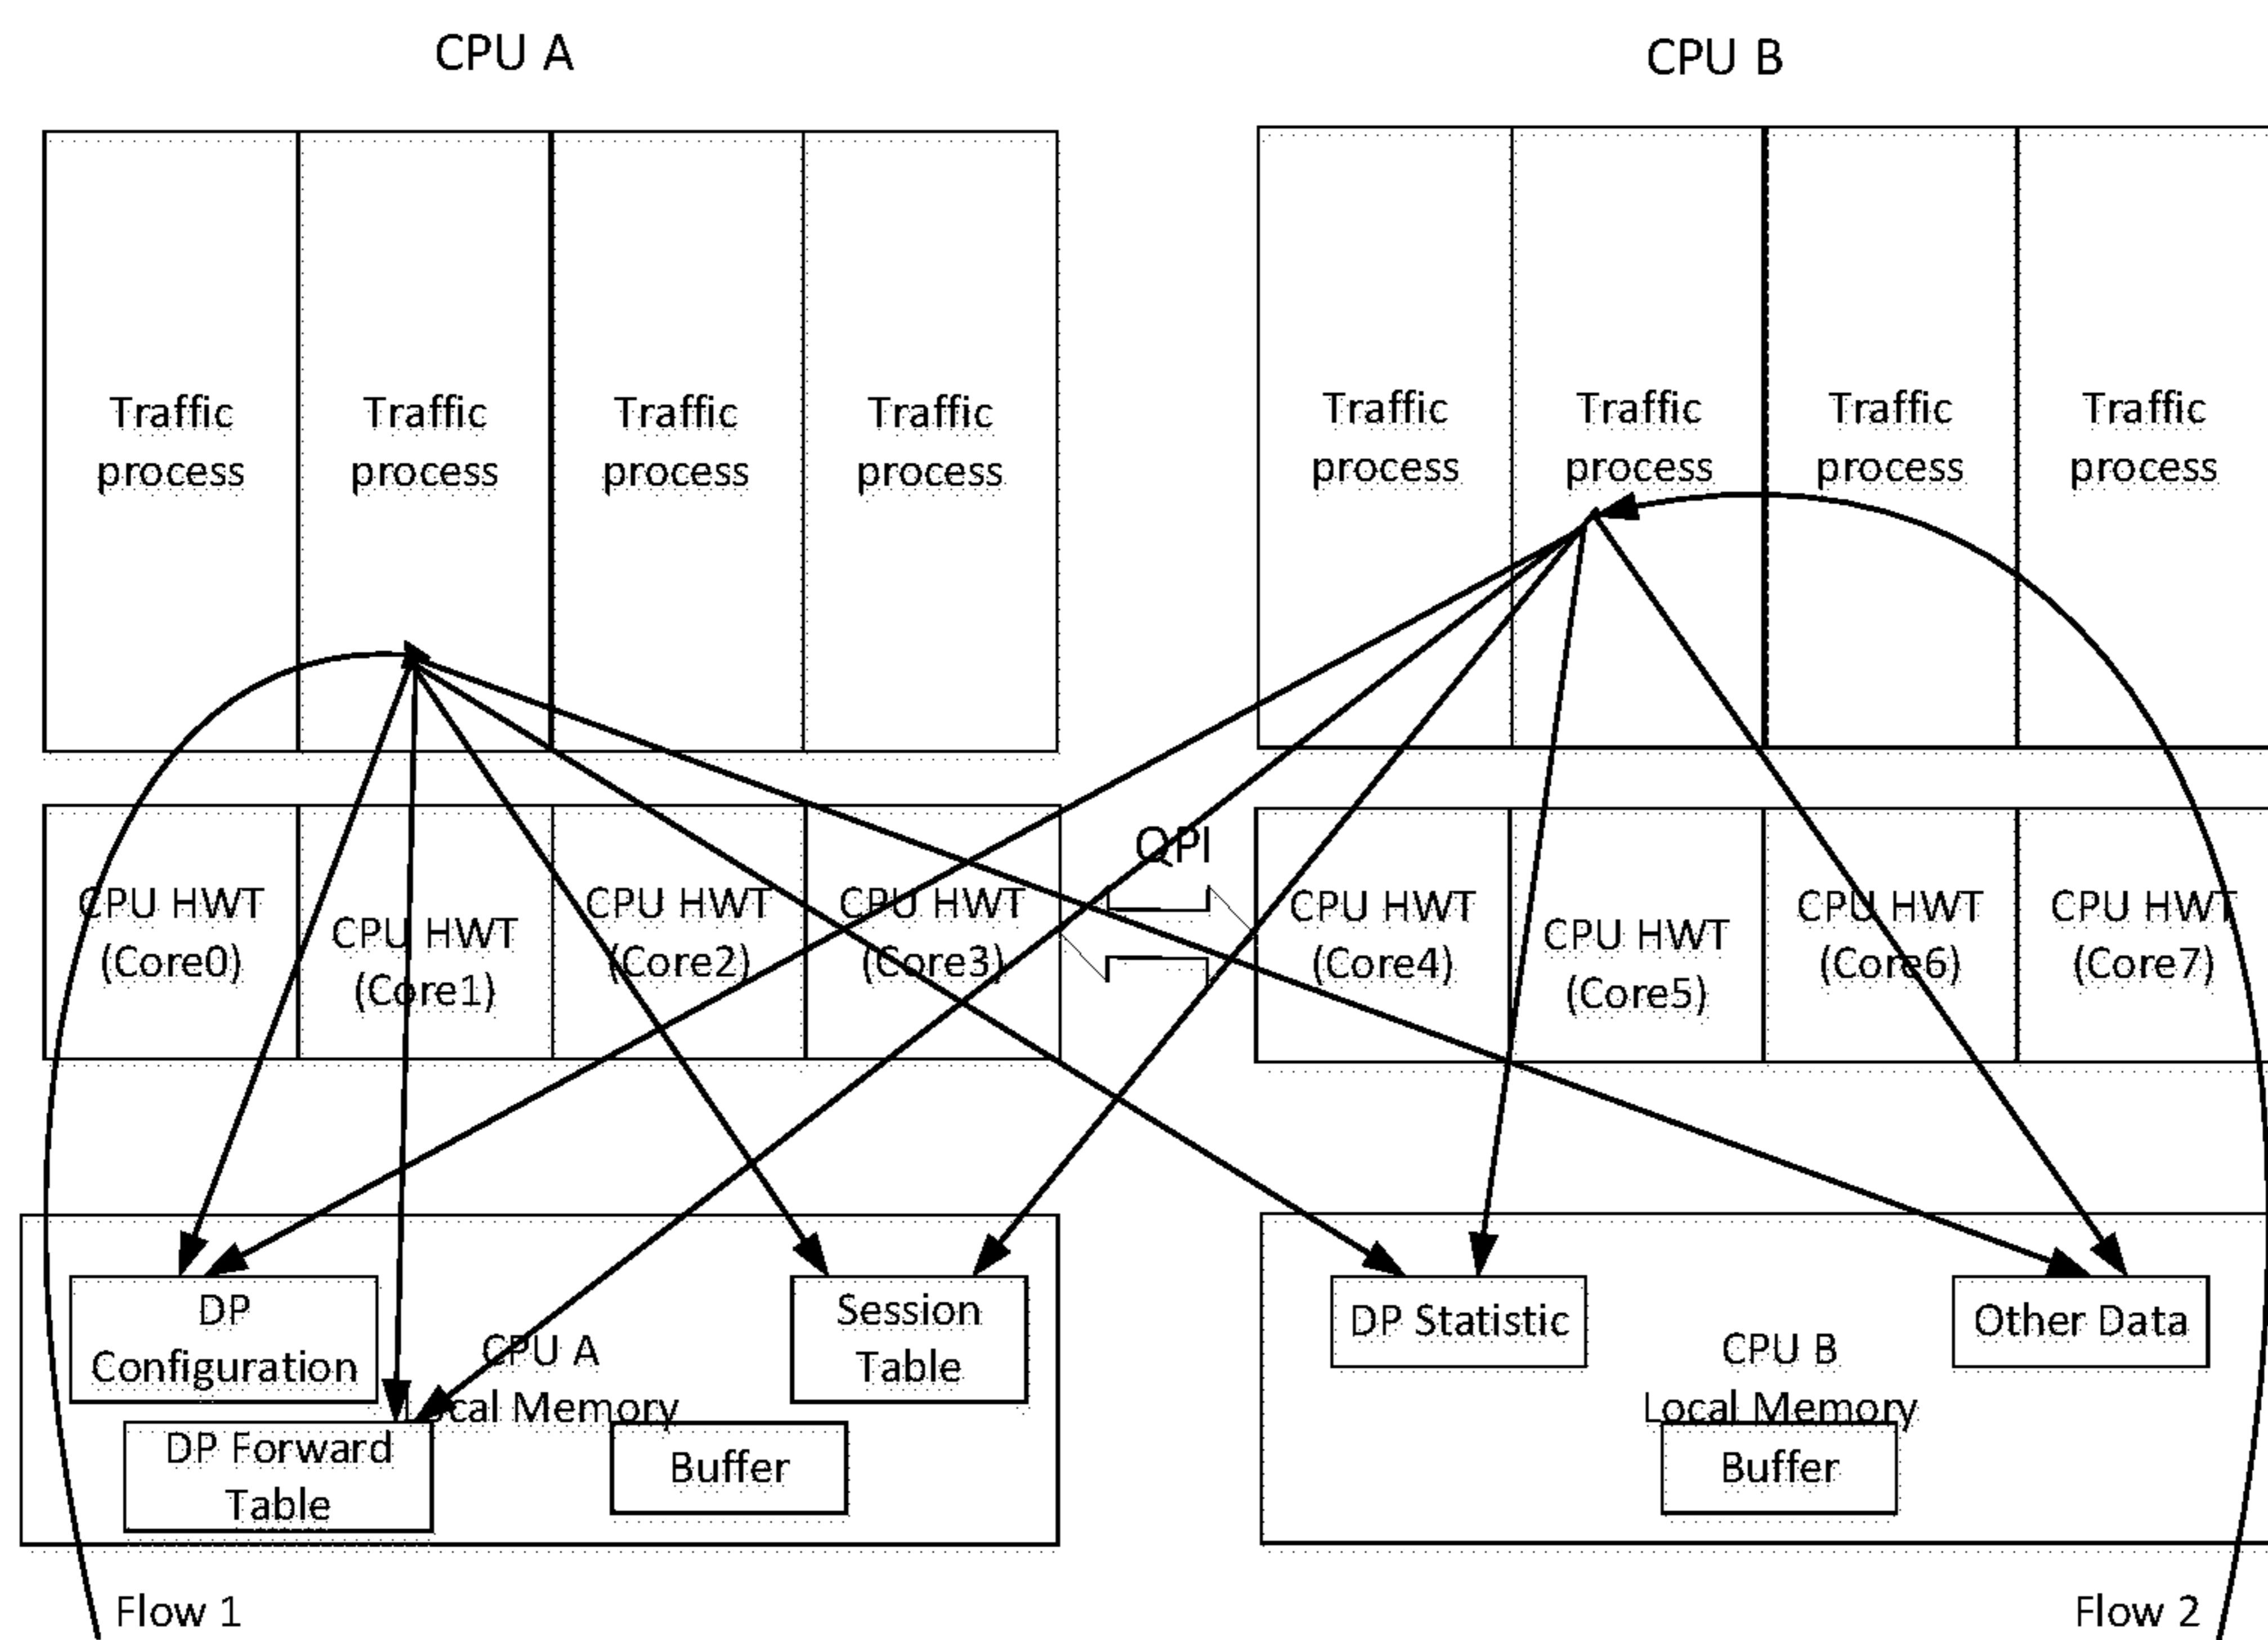 CPU A
CPU B
Traffic
process
Traffic
process
Traffic
process
Traffic
process
Traffic
process
Traffic
process
Traffic
process
Traffic
process
CPU HWT
(Core0)
CPU HWT
(Core1)
CPU HWT
(Core2)
CPU HWT
(Core3)
QPI
CPU HWT
(Core4)
CPU HWT
(Core5)
CPU HWT
(Core6)
CPU HWT
(Core7)
DP
Configuration
CPU A
Local Memory
Session
Table
DP Forward
Table
Buffer
DP Statistic
CPU B
Local Memory
Other Data
Buffer
Flow 1
Flow 2